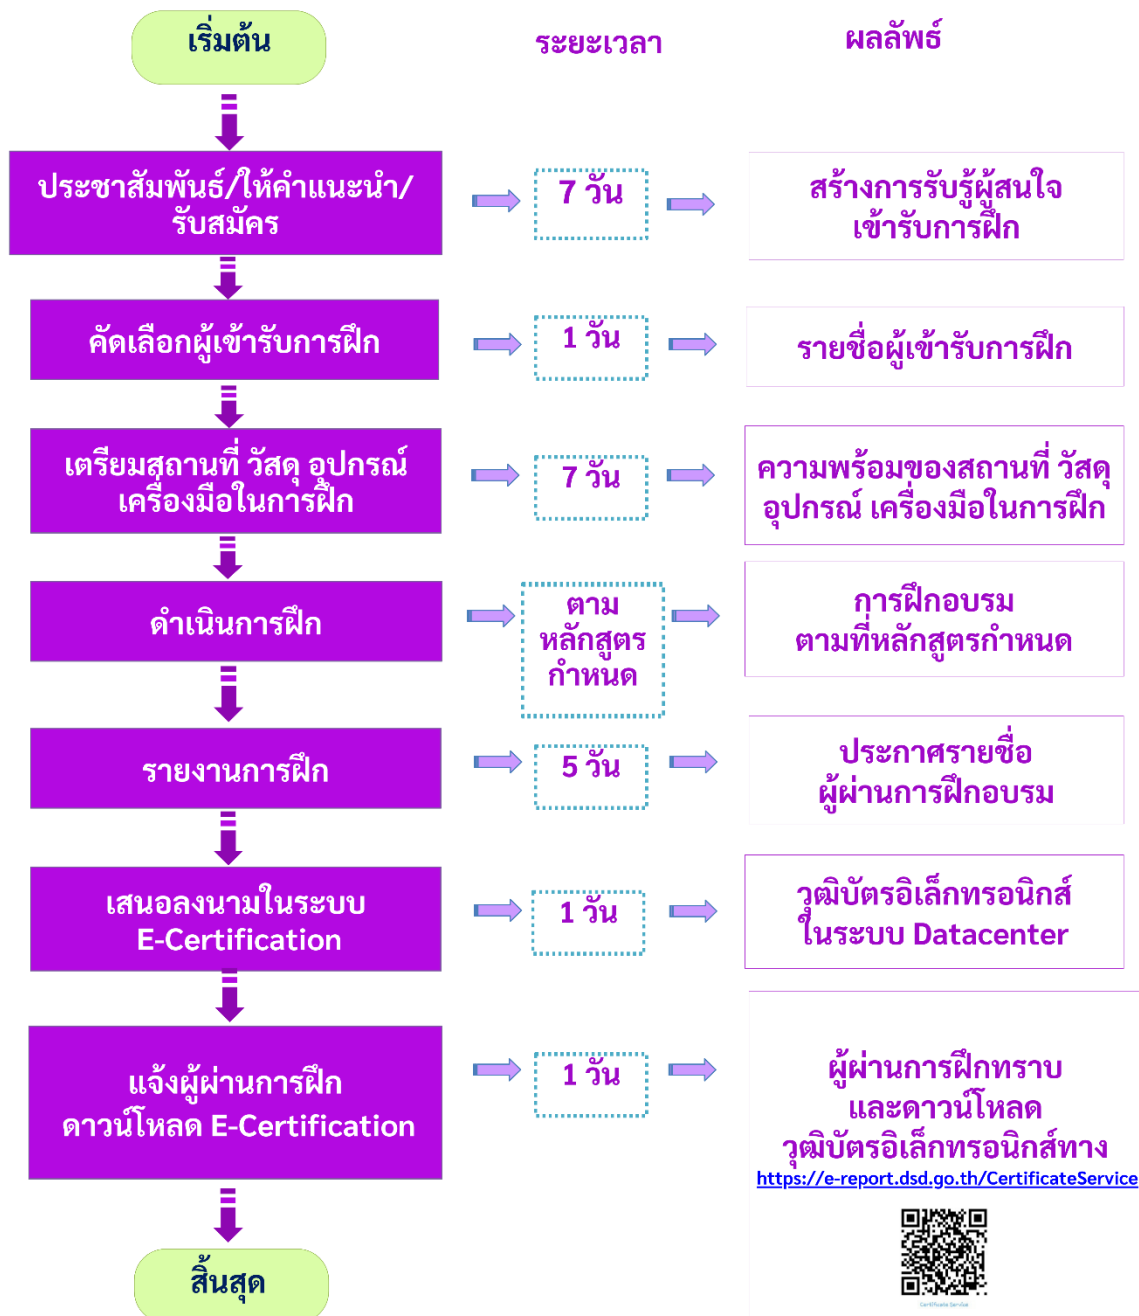 เริ่มต้น
ระยะเวลา
ผลลัพธ์
ประชาสัมพันธ์/ให้คำแนะนำ/
รับสมัคร
7 วัน
สร้างการรับรู้ผู้สนใจ
เข้ารับการฝึก
คัดเลือกผู้เข้ารับการฝึก
1 วัน
รายชื่อผู้เข้ารับการฝึก
เตรียมสถานที่ วัสดุ อุปกรณ์
เครื่องมือในการฝึก
7 วัน
ความพร้อมของสถานที่ วัสดุ
อุปกรณ์ เครื่องมือในการฝึก
ดำเนินการฝึก
ตาม
หลักสูตร
กำหนด
การฝึกอบรม
ตามที่หลักสูตรกำหนด
รายงานการฝึก
5 วัน
ประกาศรายชื่อ
ผู้ผ่านการฝึกอบรม
เสนอลงนามในระบบ
E-Certification
1 วัน
วุฒิบัตรอิเล็กทรอนิกส์
ในระบบ Datacenter
แจ้งผู้ผ่านการฝึก
ดาวน์โหลด E-Certification
1 วัน
ผู้ผ่านการฝึกทราบ
และดาวน์โหลด
วุฒิบัตรอิเล็กทรอนิกส์ทาง
https://e-report.dsd.go.th/CertificateService
Certificate Service
สิ้นสุด